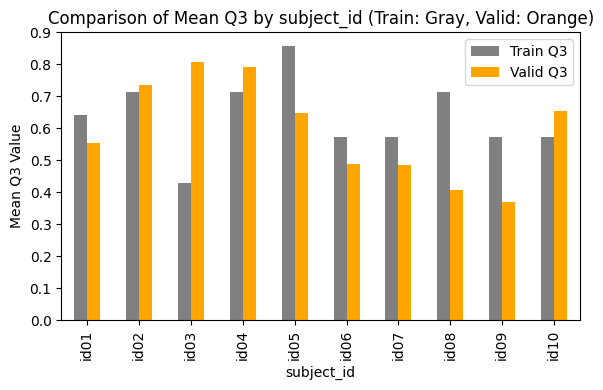 Comparison of Mean Q3 by subject_id (Train: Gray, Valid: Orange)
Train Q3
Valid Q3
Mean Q3 Value
0.9
0.8
0.7
0.6
0.5
0.4
0.3
0.2
0.1
0.0
id01
id02
id03
id04
id05
id06
id07
id08
id09
id10
subject_id